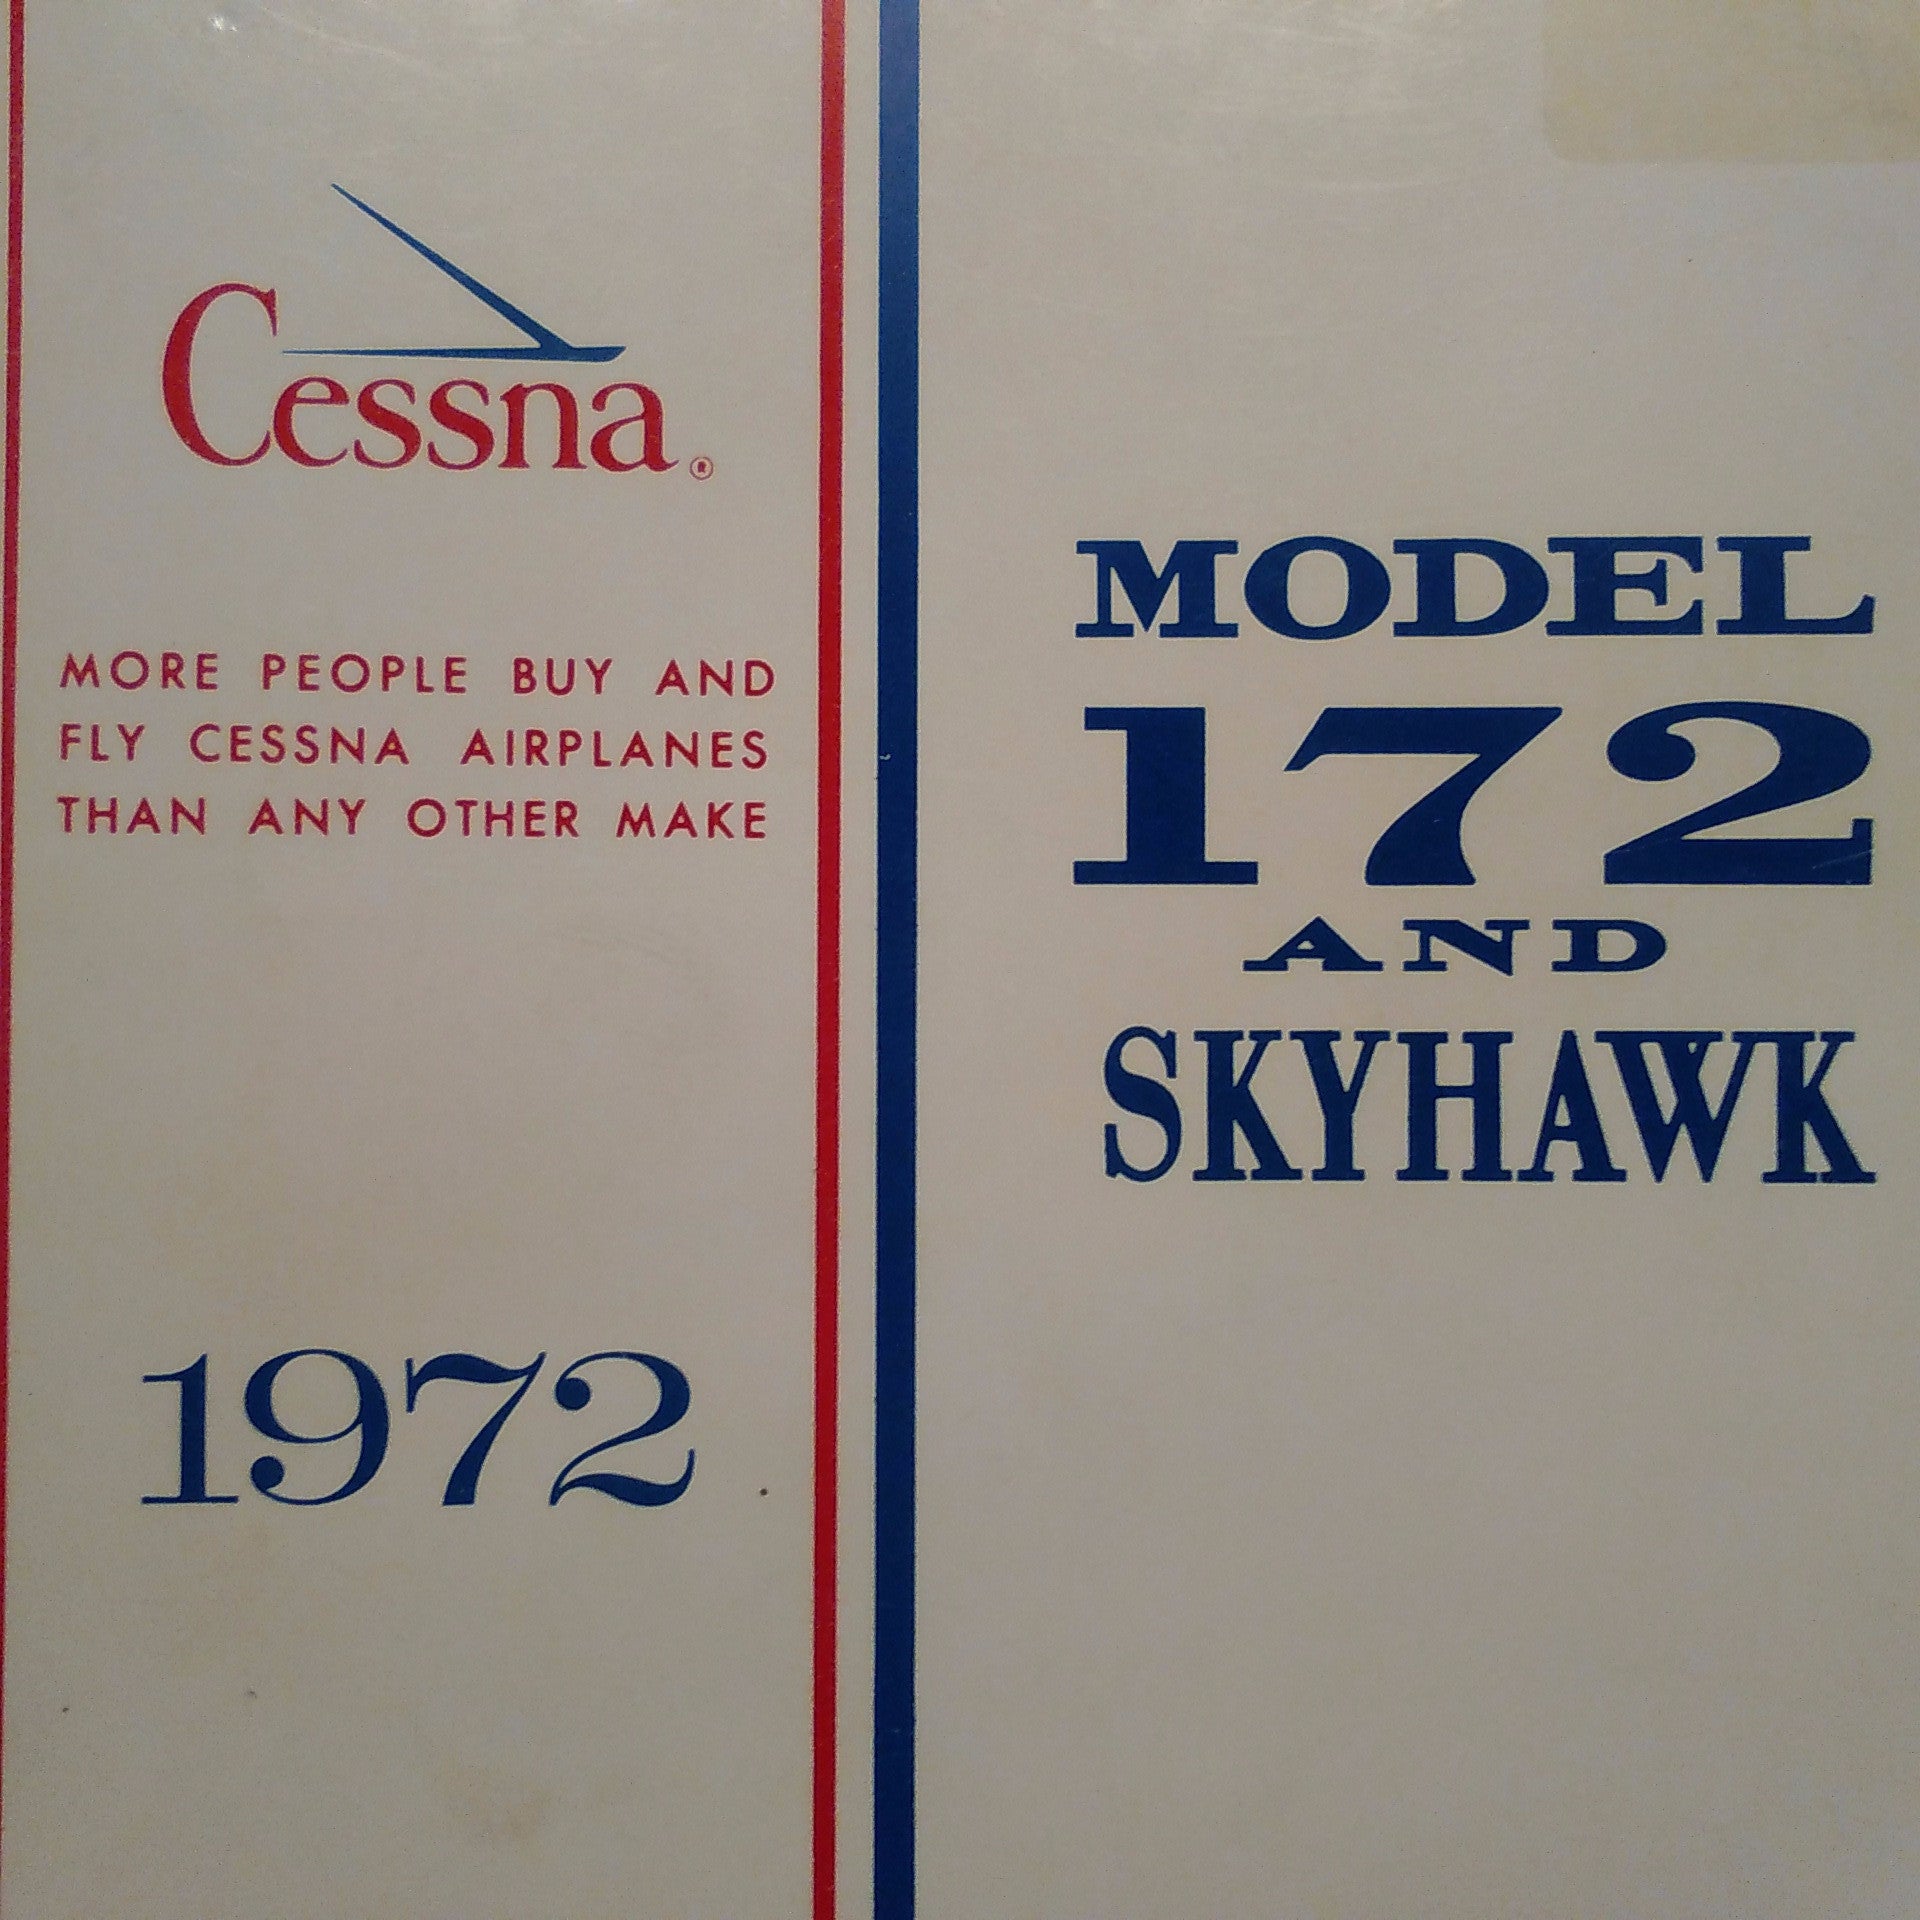 Cessna®
MORE PEOPLE BUY AND
FLY CESSNA AIRPLANES
THAN ANY OTHER MAKE
1972
MODEL
172
AND
SKYHAWK